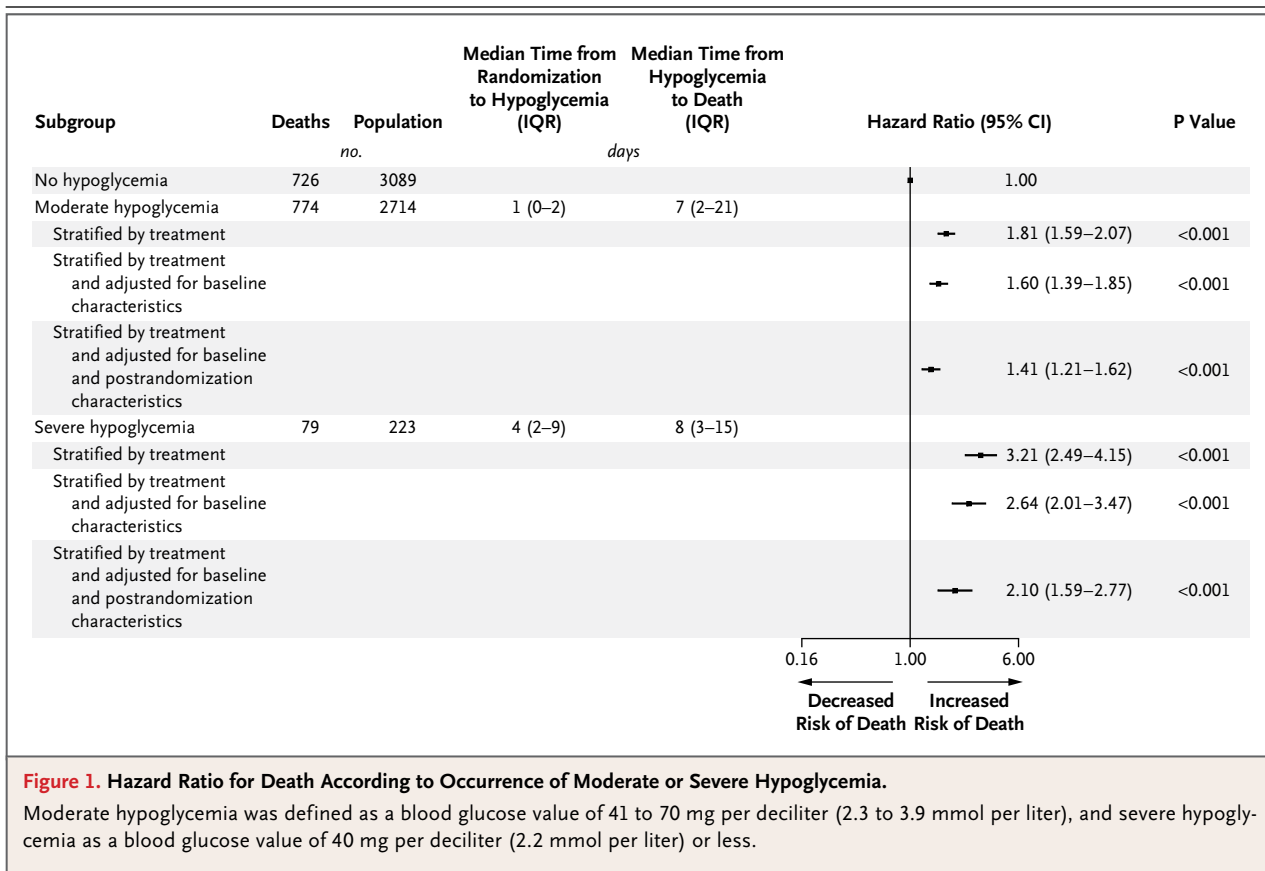 Median Time from Randomization to Hypoglycemia (IQR)
Median Time from Hypoglycemia to Death (IQR)
Subgroup Deaths Population Hazard Ratio (95% CI) P Value
no. days
No hypoglycemia 726 3089 1.00
Moderate hypoglycemia 774 2714 1 (0–2) 7 (2–21)
Stratified by treatment 1.81 (1.59–2.07) <0.001
Stratified by treatment
and adjusted for baseline 1.60 (1.39–1.85) <0.001
characteristics
Stratified by treatment
and adjusted for baseline
and postrandomization 1.41 (1.21–1.62) <0.001
characteristics
Severe hypoglycemia 79 223 4 (2–9) 8 (3–15)
Stratified by treatment 3.21 (2.49–4.15) <0.001
Stratified by treatment
and adjusted for baseline 2.64 (2.01–3.47) <0.001
characteristics
Stratified by treatment
and adjusted for baseline
and postrandomization 2.10 (1.59–2.77) <0.001
characteristics
0.16 1.00 6.00
Decreased Risk of Death
Increased Risk of Death
Figure 1. Hazard Ratio for Death According to Occurrence of Moderate or Severe Hypoglycemia.
Moderate hypoglycemia was defined as a blood glucose value of 41 to 70 mg per deciliter (2.3 to 3.9 mmol per liter), and severe hypogly-
cemia as a blood glucose value of 40 mg per deciliter (2.2 mmol per liter) or less.